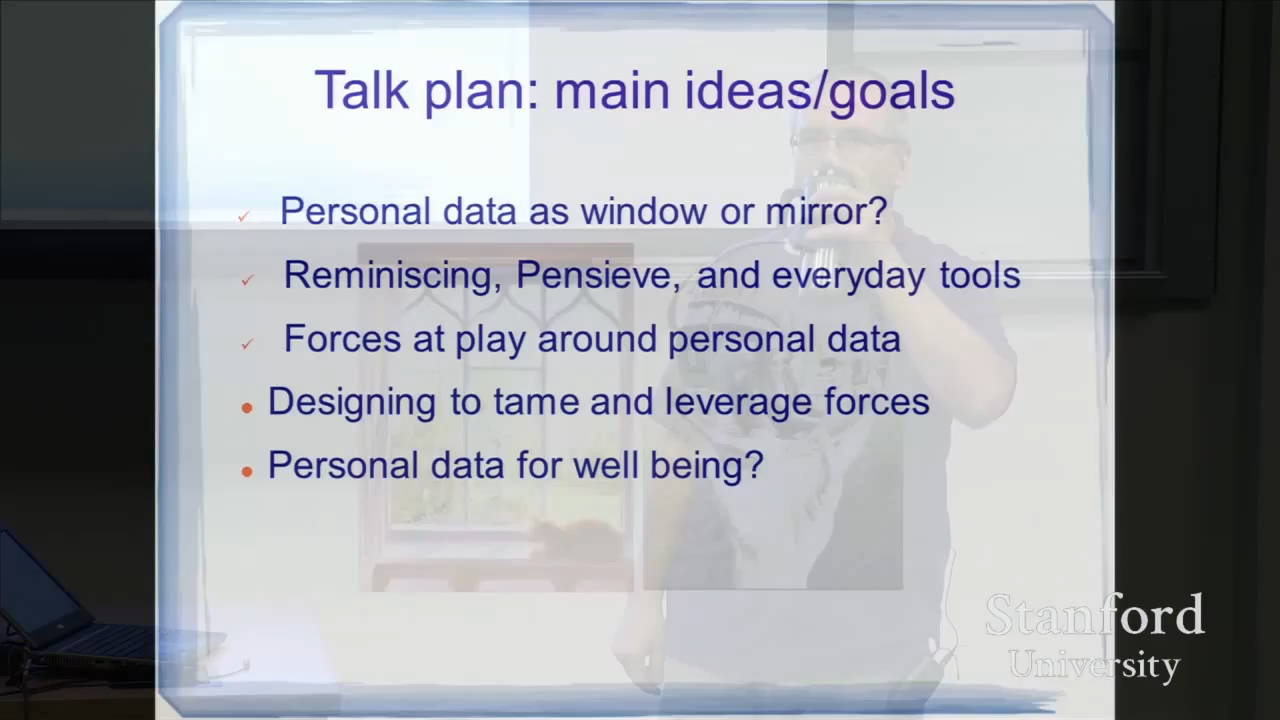 Talk plan: main ideas/goals
Personal data as window or mirror?
Reminiscing, Pensieve, and everyday tools
Forces at play around personal data
Designing to tame and leverage forces
Personal data for well being?
Stanford
University